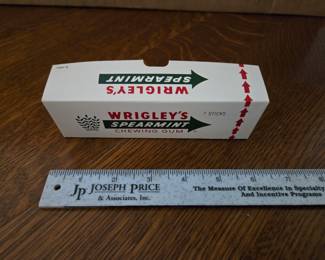 WRIGLEY'S
SPEARMINT
WRIGLEY'S
SPEARMINT
CHEWING GUM
7 STICKS
JP JOSEPH PRICE
& Associates, Inc.
The Measure Of Excellence In Specialty
And Incentive Programs